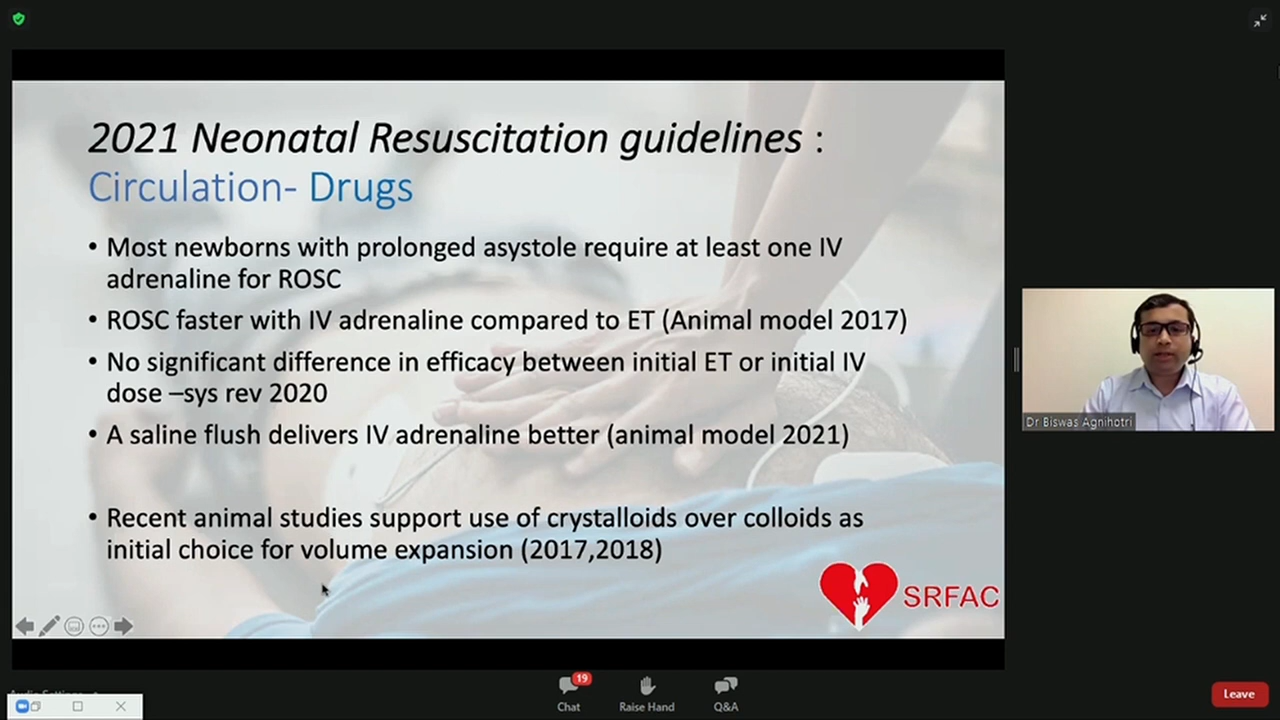 2021 Neonatal Resuscitation guidelines :
Circulation- Drugs
• Most newborns with prolonged asystole require at least one IV
adrenaline for ROSC
• ROSC faster with IV adrenaline compared to ET (Animal model 2017)
• No significant difference in efficacy between initial ET or initial IV
dose –sys rev 2020
• A saline flush delivers IV adrenaline better (animal model 2021)
• Recent animal studies support use of crystalloids over colloids as
initial choice for volume expansion (2017,2018)
SRFAC
Dr Biswas Agnihotri
19
Chat
Raise Hand
Q&A
Leave